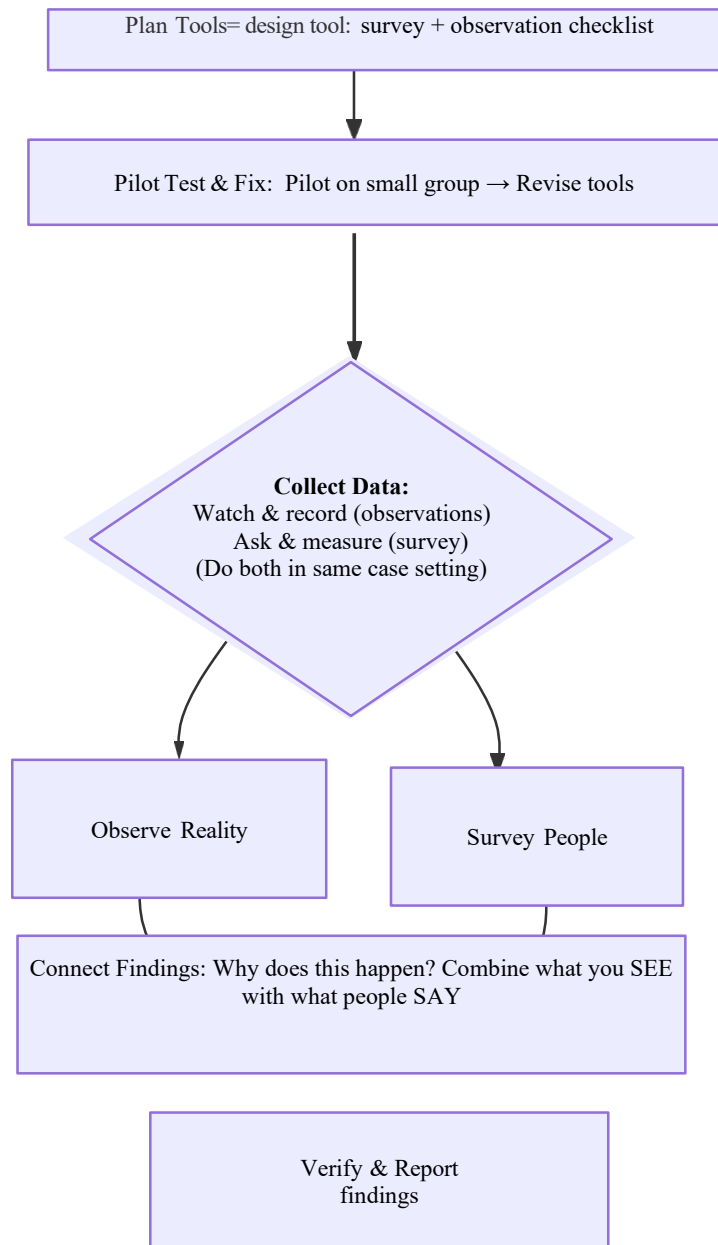 Plan Tools= design tool: survey + observation checklist
Pilot Test & Fix: Pilot on small group → Revise tools
Collect Data:
Watch & record (observations)
Ask & measure (survey)
(Do both in same case setting)
Observe Reality
Survey People
Connect Findings: Why does this happen? Combine what you SEE
with what people SAY
Verify & Report
findings